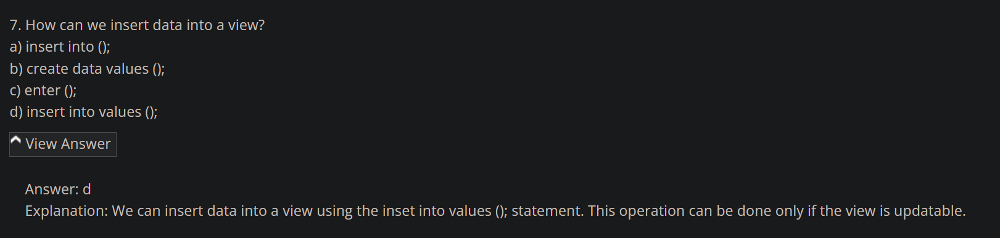 7. How can we insert data into a view?
a) insert into ();
b) create data values ();
c) enter ();
d) insert into values ();
View Answer
Answer: d
Explanation: We can insert data into a view using the inset into values (); statement. This operation can be done only if the view is updatable.